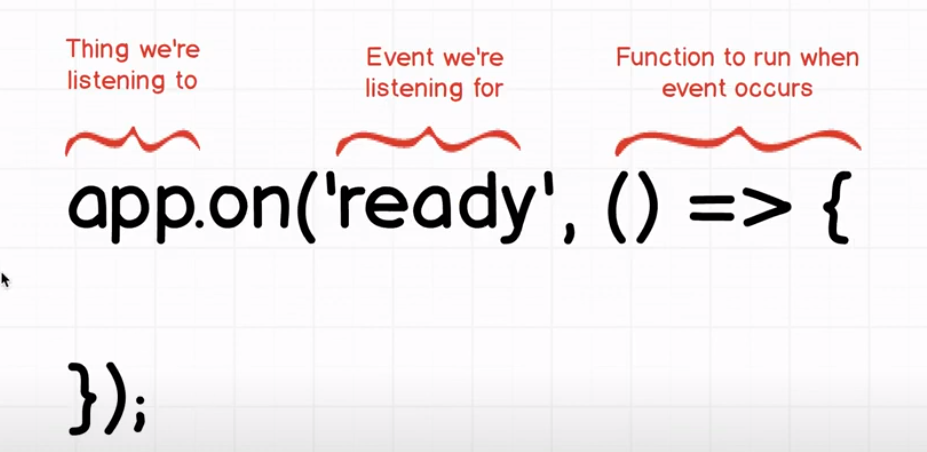 Thing we're
listening to
Event we're
listening for
Function to run when
event occurs
app.on('ready', () => {
});